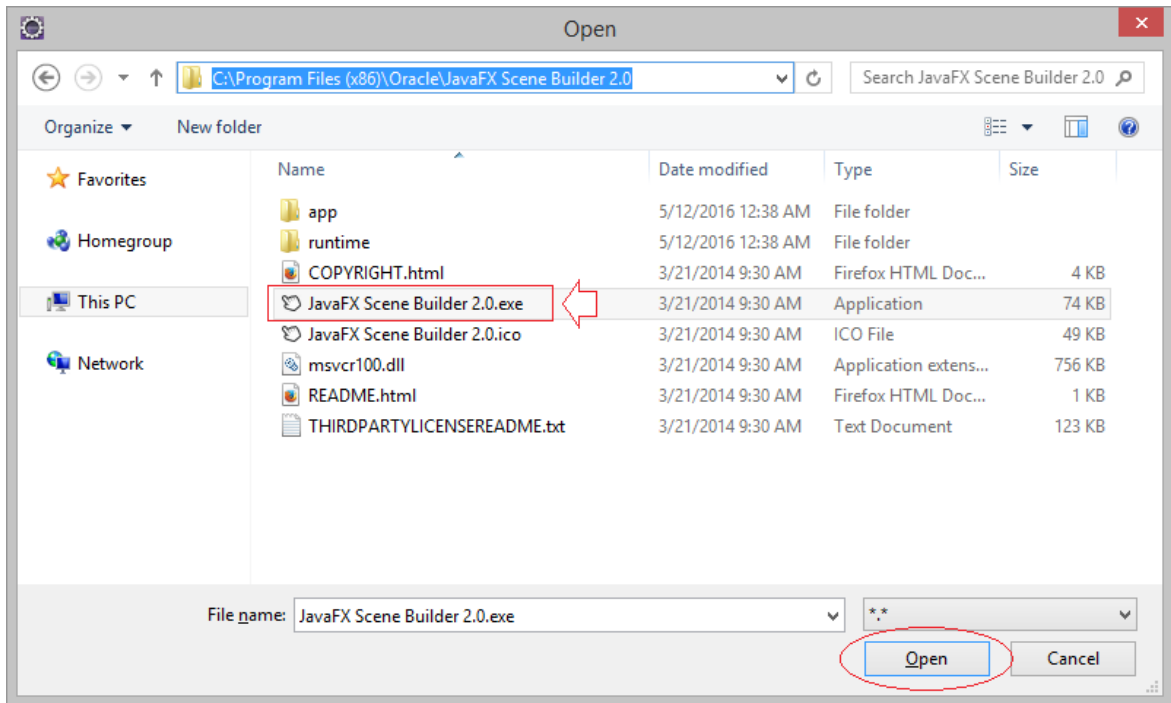 Open
C:\Program Files (x86)\Oracle\JavaFX Scene Builder 2.0 Search JavaFX Scene Builder 2.0
Organize New folder
Favorites
Homegroup
This PC
Network
Name Date modified Type Size
app 5/12/2016 12:38 AM File folder
runtime 5/12/2016 12:38 AM File folder
COPYRIGHT.html 3/21/2014 9:30 AM Firefox HTML Doc... 4 KB
JavaFX Scene Builder 2.0.exe 3/21/2014 9:30 AM Application 74 KB
JavaFX Scene Builder 2.0.ico 3/21/2014 9:30 AM ICO File 49 KB
msvcr100.dll 3/21/2014 9:30 AM Application extens... 756 KB
README.html 3/21/2014 9:30 AM Firefox HTML Doc... 1 KB
THIRDPARTYLICENSEREADME.txt 3/21/2014 9:30 AM Text Document 123 KB
File name: JavaFX Scene Builder 2.0.exe *.*
Open Cancel